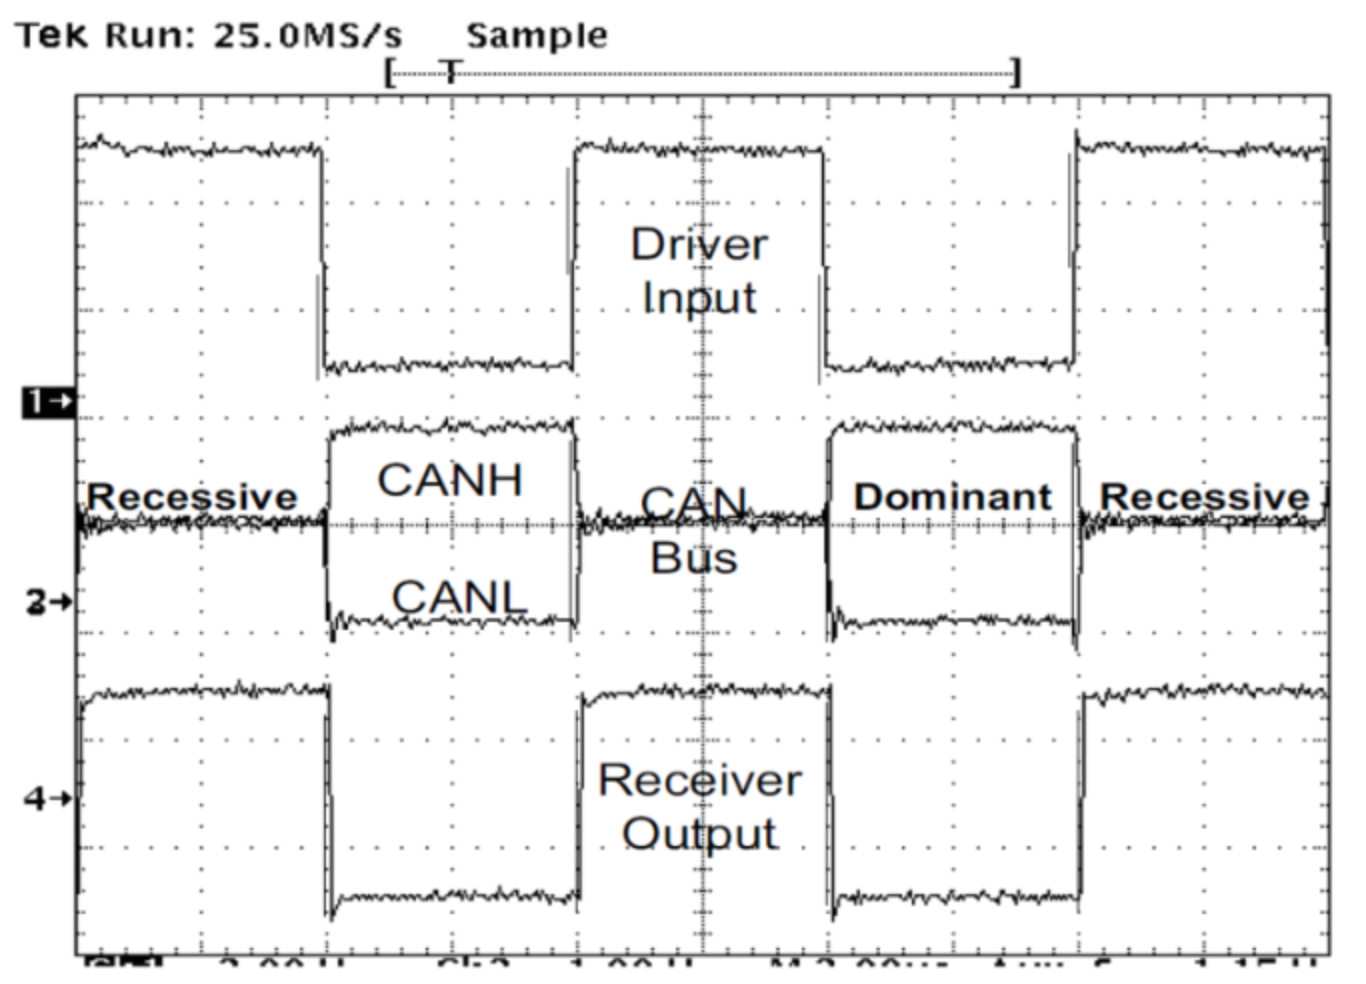 Tek Run: 25.0MS/s Sample
[ T ]
Driver
Input
1→
CANH
Recessive CAN Dominant Recessive
Bus
CANL
2→
Receiver
4→
Output